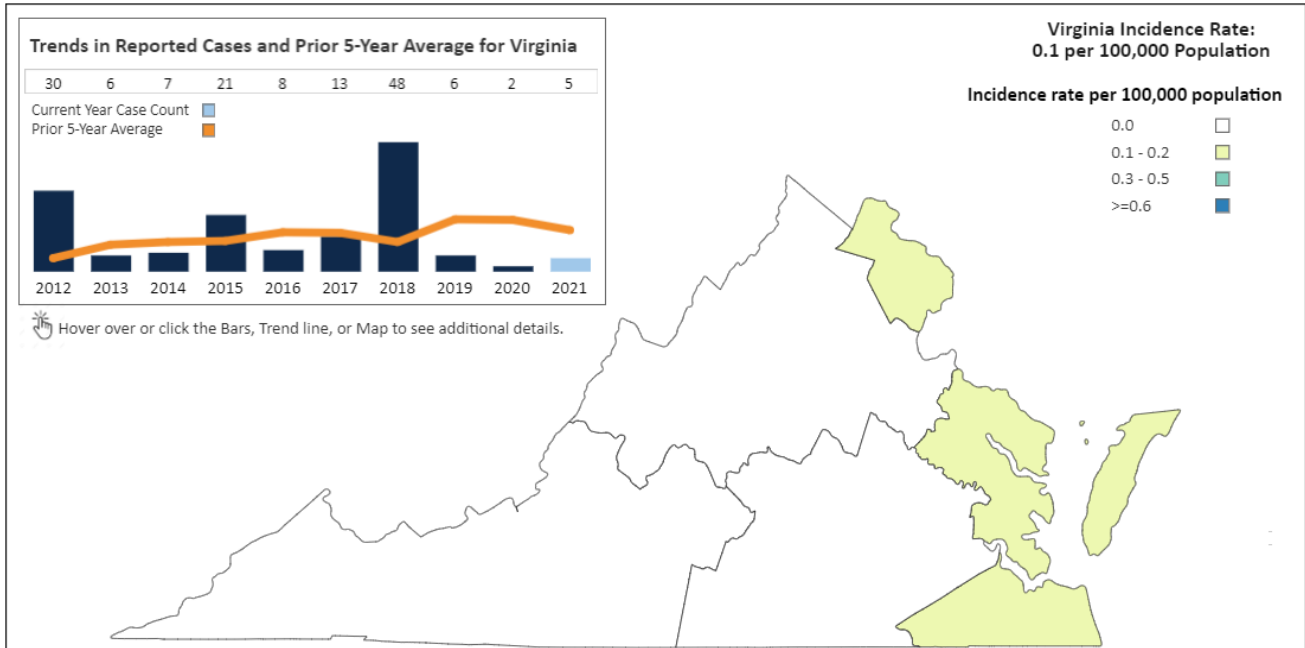 Trends in Reported Cases and Prior 5-Year Average for Virginia
30 6 7 21 8 13 48 6 2 5
Current Year Case Count
Prior 5-Year Average
2012 2013 2014 2015 2016 2017 2018 2019 2020 2021
Hover over or click the Bars, Trend line, or Map to see additional details.
Virginia Incidence Rate:
0.1 per 100,000 Population
Incidence rate per 100,000 population
0.0
0.1 - 0.2
0.3 - 0.5
>=0.6